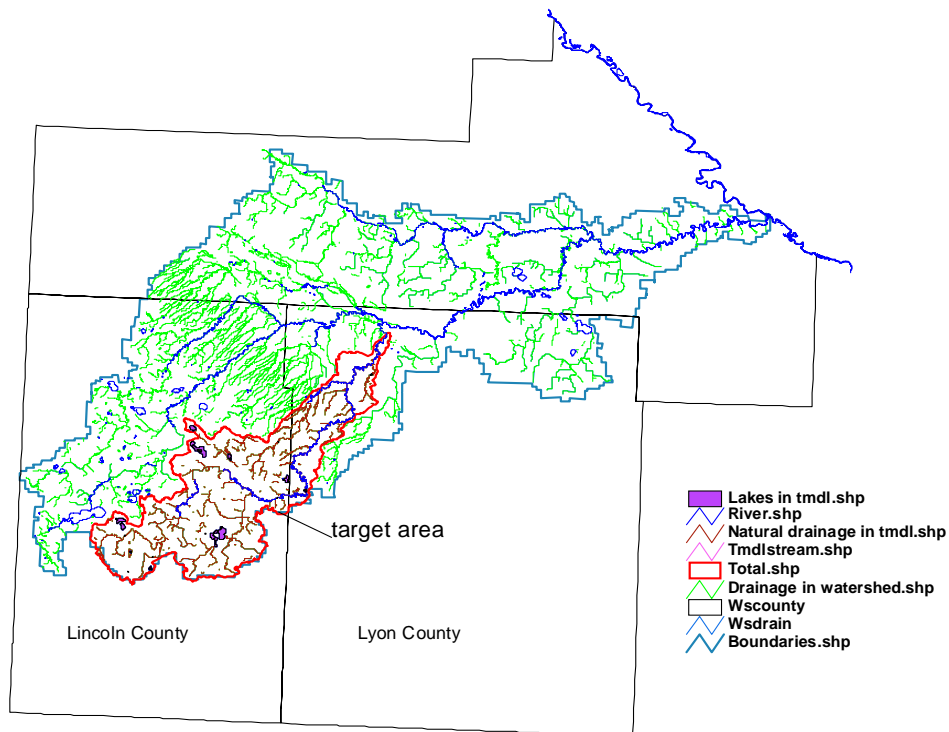 target area
Lincoln County
Lyon County
Lakes in tmdl.shp
River.shp
Natural drainage in tmdl.shp
Tmdlstream.shp
Total.shp
Drainage in watershed.shp
Wscounty
Wsdrain
Boundaries.shp